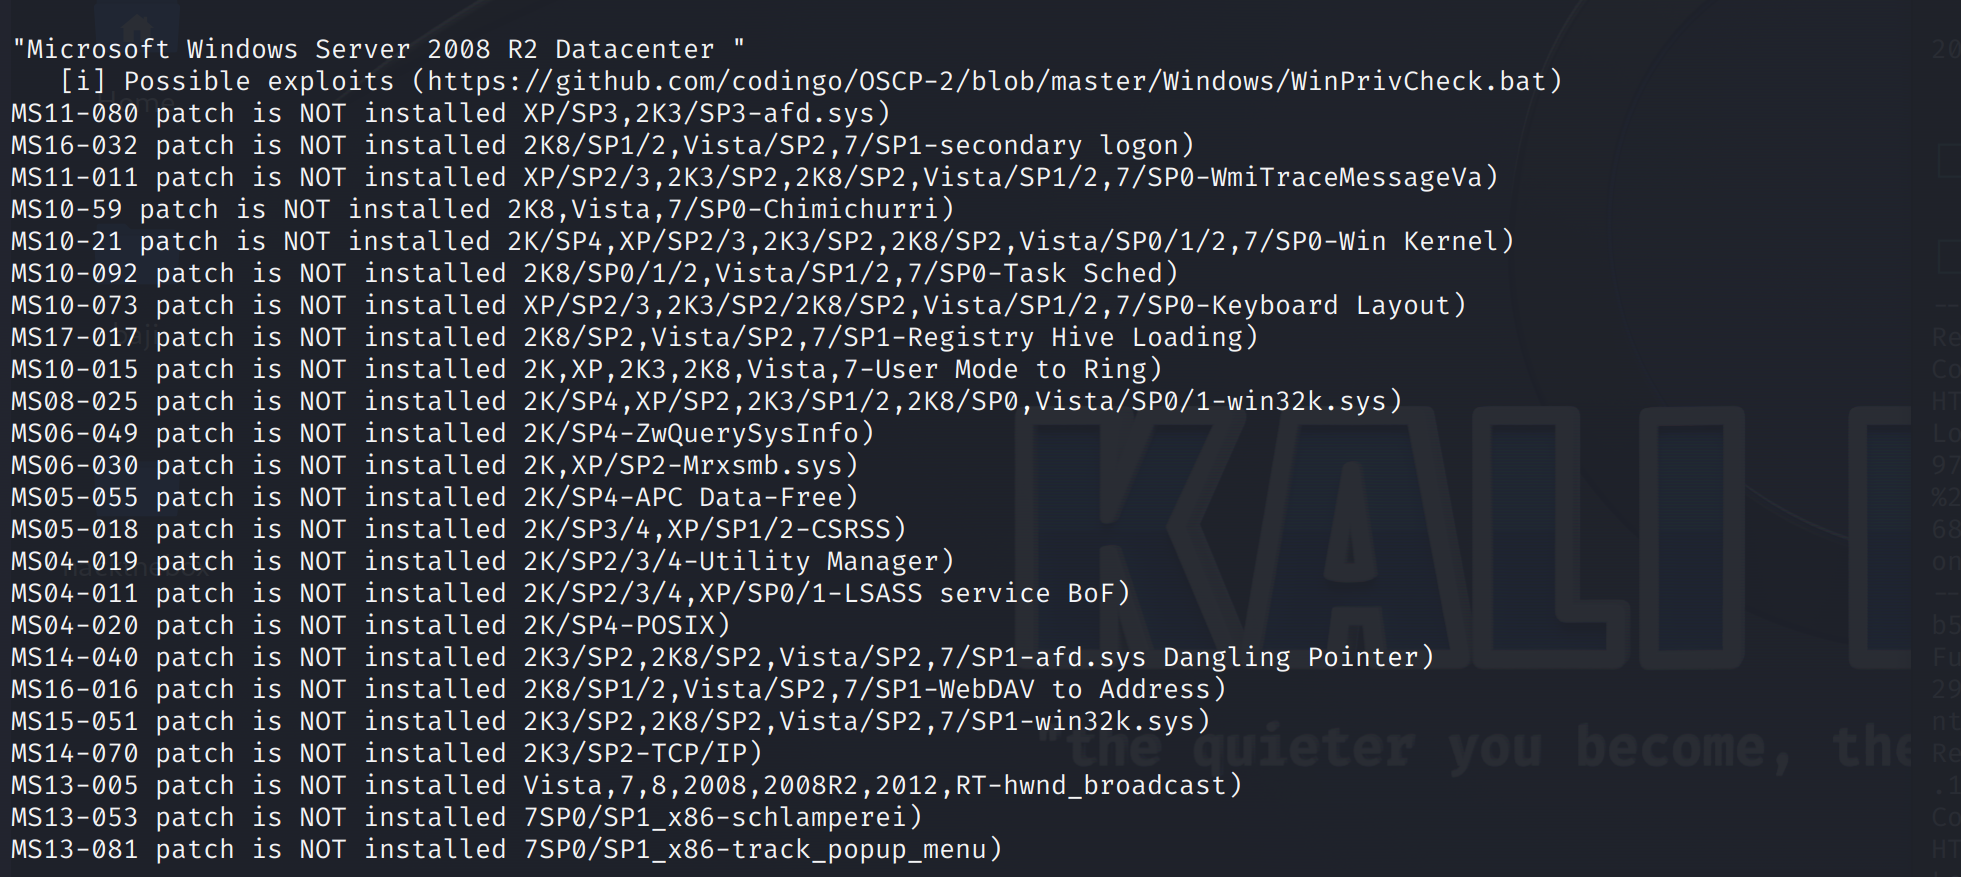 "Microsoft Windows Server 2008 R2 Datacenter "
[i] Possible exploits (https://github.com/codingo/OSCP-2/blob/master/Windows/WinPrivCheck.bat)
MS11-080 patch is NOT installed XP/SP3,2K3/SP3-afd.sys)
MS16-032 patch is NOT installed 2K8/SP1/2,Vista/SP2,7/SP1-secondary logon)
MS11-011 patch is NOT installed XP/SP2/3,2K3/SP2,2K8/SP2,Vista/SP1/2,7/SP0-WmiTraceMessageVa)
MS10-59 patch is NOT installed 2K8,Vista,7/SP0-Chimichurri)
MS10-21 patch is NOT installed 2K/SP4,XP/SP2/3,2K3/SP2,2K8/SP2,Vista/SP0/1/2,7/SP0-Win Kernel)
MS10-092 patch is NOT installed 2K8/SP0/1/2,Vista/SP1/2,7/SP0-Task Sched)
MS10-073 patch is NOT installed XP/SP2/3,2K3/SP2/2K8/SP2,Vista/SP1/2,7/SP0-Keyboard Layout)
MS17-017 patch is NOT installed 2K8/SP2,Vista/SP2,7/SP1-Registry Hive Loading)
MS10-015 patch is NOT installed 2K,XP,2K3,2K8,Vista,7-User Mode to Ring)
MS08-025 patch is NOT installed 2K/SP4,XP/SP2,2K3/SP1/2,2K8/SP0,Vista/SP0/1-win32k.sys)
MS06-049 patch is NOT installed 2K/SP4-ZwQuerySysInfo)
MS06-030 patch is NOT installed 2K,XP/SP2-Mrxsmb.sys)
MS05-055 patch is NOT installed 2K/SP4-APC Data-Free)
MS05-018 patch is NOT installed 2K/SP3/4,XP/SP1/2-CSRSS)
MS04-019 patch is NOT installed 2K/SP2/3/4-Utility Manager)
MS04-011 patch is NOT installed 2K/SP2/3/4,XP/SP0/1-LSASS service BoF)
MS04-020 patch is NOT installed 2K/SP4-POSIX)
MS14-040 patch is NOT installed 2K3/SP2,2K8/SP2,Vista/SP2,7/SP1-afd.sys Dangling Pointer)
MS16-016 patch is NOT installed 2K8/SP1/2,Vista/SP2,7/SP1-WebDAV to Address)
MS15-051 patch is NOT installed 2K3/SP2,2K8/SP2,Vista/SP2,7/SP1-win32k.sys)
MS14-070 patch is NOT installed 2K3/SP2-TCP/IP)
MS13-005 patch is NOT installed Vista,7,8,2008,2008R2,2012,RT-hwnd_broadcast)
MS13-053 patch is NOT installed 7SP0/SP1_x86-schlamperei)
MS13-081 patch is NOT installed 7SP0/SP1_x86-track_popup_menu)
KALI
"the quieter you become, the
Home